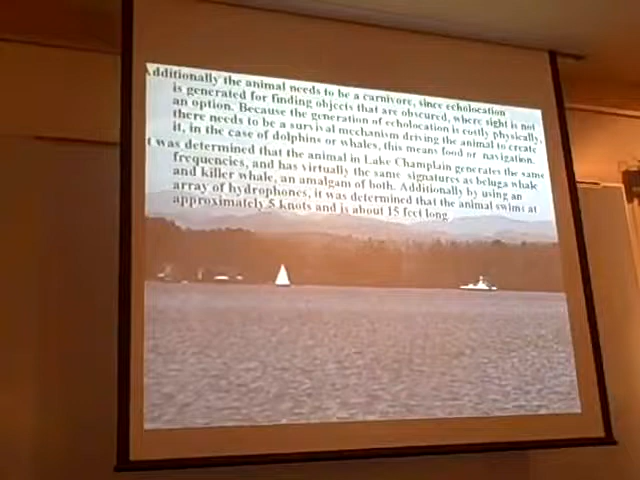 Additionally the animal needs to be a carnivore, since echolocation
is generated for finding objects that are obscured, where sight is not
an option. Because the generation of echolocation is costly physically,
there needs to be a survival mechanism driving the animal to create
it, in the case of dolphins or whales, this means food or navigation.
t was determined that the animal in Lake Champlain generates the same
frequencies, and has virtually the same signatures as beluga whale
and killer whale, an amalgam of both. Additionally by using an
array of hydrophones, it was determined that the animal swims at
approximately 5 knots and is about 15 feet long.